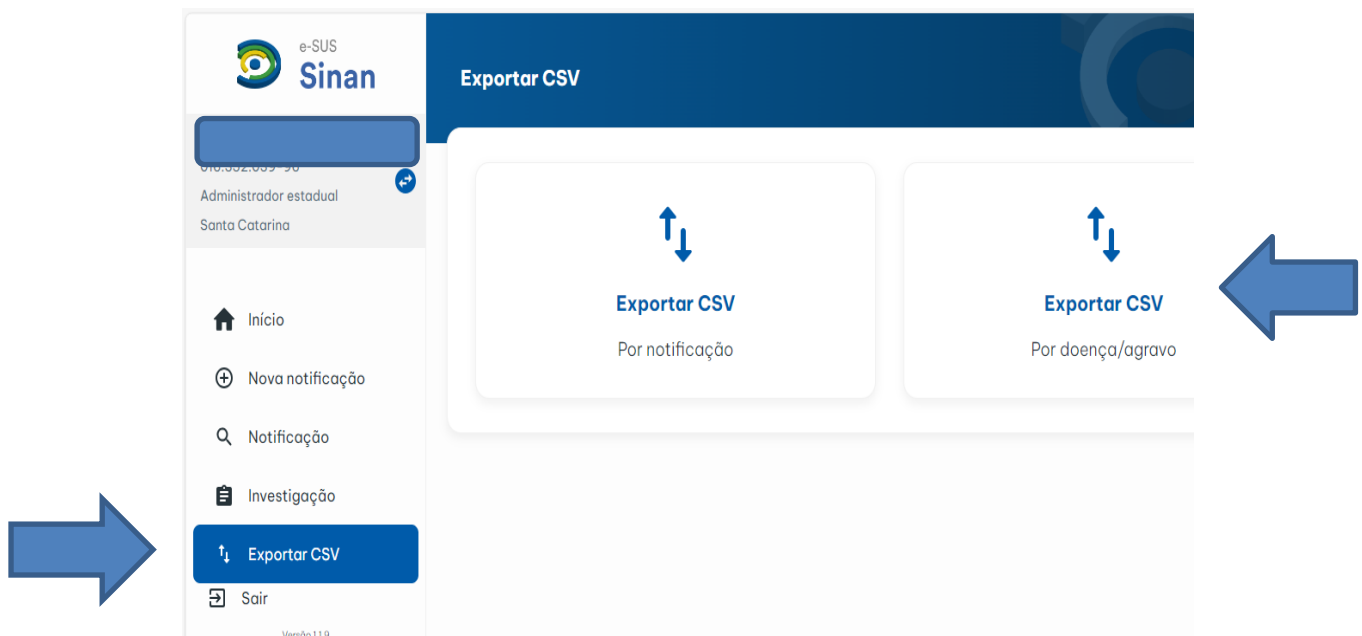 e-SUS
Sinan
Administrador estadual
Santa Catarina
Início
Nova notificação
Notificação
Investigação
Exportar CSV
Sair
Exportar CSV
Exportar CSV
Por notificação
Exportar CSV
Por doença/agravo